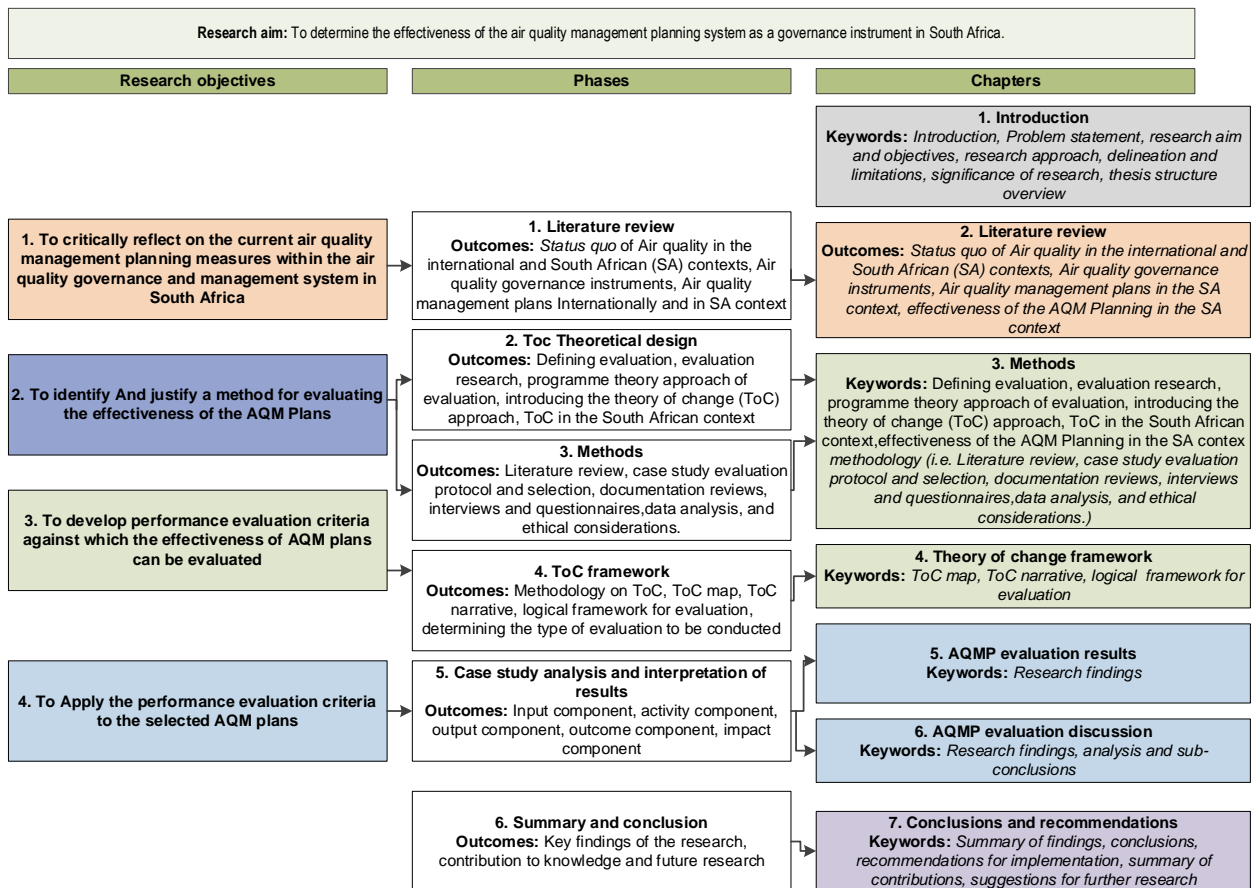 Research aim: To determine the effectiveness of the air quality management planning system as a governance instrument in South Africa.
Research objectives
Phases
Chapters
1. Introduction
Keywords: Introduction, Problem statement, research aim
and objectives, research approach, delineation and
limitations, significance of research, thesis structure
overview
1. To critically reflect on the current air quality
management planning measures within the air
quality governance and management system in
South Africa
1. Literature review
Outcomes: Status quo of Air quality in the
international and South African (SA) contexts, Air
quality governance instruments, Air quality
management plans Internationally and in SA context
2. Literature review
Outcomes: Status quo of Air quality in the international and
South African (SA) contexts, Air quality governance
instruments, Air quality management plans in the SA
context, effectiveness of the AQM Planning in the SA
context
2. To identify And justify a method for evaluating
the effectiveness of the AQM Plans
2. Toc Theoretical design
Outcomes: Defining evaluation, evaluation
research, programme theory approach of
evaluation, introducing the theory of change (ToC)
approach, ToC in the South African context
3. Methods
Outcomes: Literature review, case study evaluation
protocol and selection, documentation reviews,
interviews and questionnaires,data analysis, and
ethical considerations.
3. Methods
Keywords: Defining evaluation, evaluation research,
programme theory approach of evaluation, introducing the
theory of change (ToC) approach, ToC in the South African
context,effectiveness of the AQM Planning in the SA contex
methodology (i.e. Literature review, case study evaluation
protocol and selection, documentation reviews, interviews
and questionnaires,data analysis, and ethical
considerations.)
3. To develop performance evaluation criteria
against which the effectiveness of AQM plans
can be evaluated
4. ToC framework
Outcomes: Methodology on ToC, ToC map, ToC
narrative, logical framework for evaluation,
determining the type of evaluation to be conducted
4. Theory of change framework
Keywords: ToC map, ToC narrative, logical framework for
evaluation
4. To Apply the performance evaluation criteria
to the selected AQM plans
5. Case study analysis and interpretation of
results
Outcomes: Input component, activity component,
output component, outcome component, impact
component
5. AQMP evaluation results
Keywords: Research findings
6. AQMP evaluation discussion
Keywords: Research findings, analysis and sub-
conclusions
6. Summary and conclusion
Outcomes: Key findings of the research,
contribution to knowledge and future research
7. Conclusions and recommendations
Keywords: Summary of findings, conclusions,
recommendations for implementation, summary of
contributions, suggestions for further research